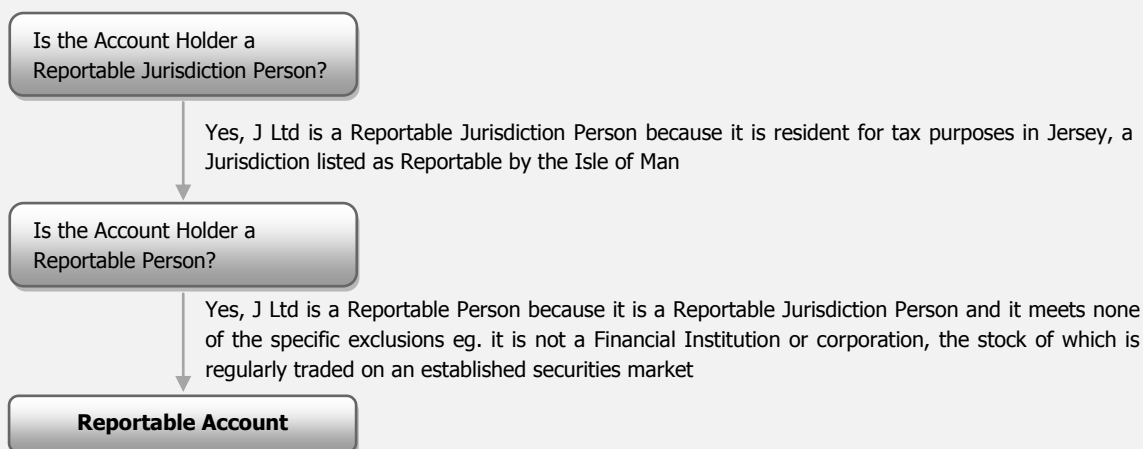 Is the Account Holder a
Reportable Jurisdiction Person?
Yes, J Ltd is a Reportable Jurisdiction Person because it is resident for tax purposes in Jersey, a
Jurisdiction listed as Reportable by the Isle of Man
Is the Account Holder a
Reportable Person?
Yes, J Ltd is a Reportable Person because it is a Reportable Jurisdiction Person and it meets none
of the specific exclusions eg. it is not a Financial Institution or corporation, the stock of which is
regularly traded on an established securities market
Reportable Account